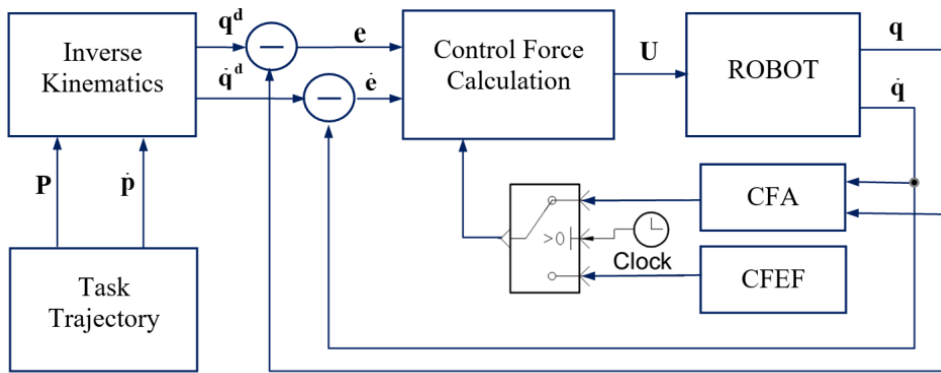 q^d
e
Inverse
Kinematics
q̇^d
ė
Control Force
Calculation
U
ROBOT
q
q̇
P
ṗ
CFA
>0
Clock
CFEF
Task
Trajectory